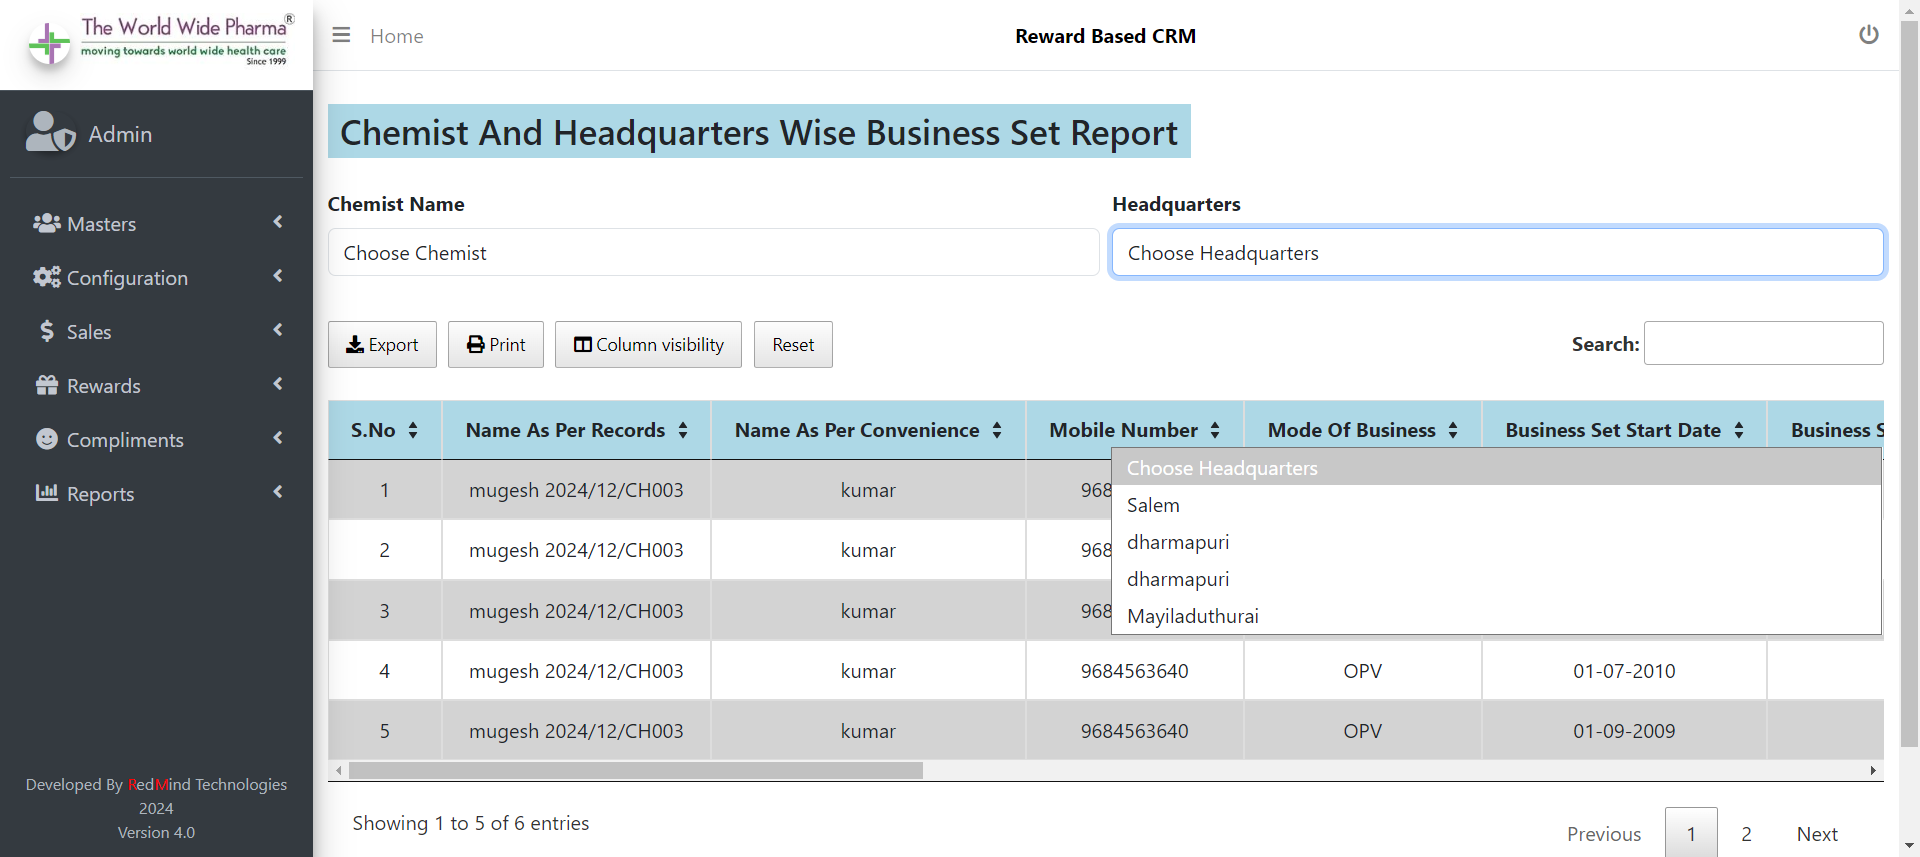 The World Wide Pharma®
moving towards world wide health care
Since 1999
Home
Reward Based CRM
Admin
Masters
Configuration
Sales
Rewards
Compliments
Reports
Developed By RedMind Technologies
2024
Version 4.0
Chemist And Headquarters Wise Business Set Report
Chemist Name
Headquarters
Choose Chemist
Choose Headquarters
Export Print Column visibility Reset
Search:
S.No Name As Per Records Name As Per Convenience Mobile Number Mode Of Business Business Set Start Date Business S
1 mugesh 2024/12/CH003 kumar 968
2 mugesh 2024/12/CH003 kumar 968
3 mugesh 2024/12/CH003 kumar 968
Choose Headquarters
Salem
dharmapuri
dharmapuri
Mayiladuthurai
4 mugesh 2024/12/CH003 kumar 9684563640 OPV 01-07-2010
5 mugesh 2024/12/CH003 kumar 9684563640 OPV 01-09-2009
Showing 1 to 5 of 6 entries
Previous 1 2 Next